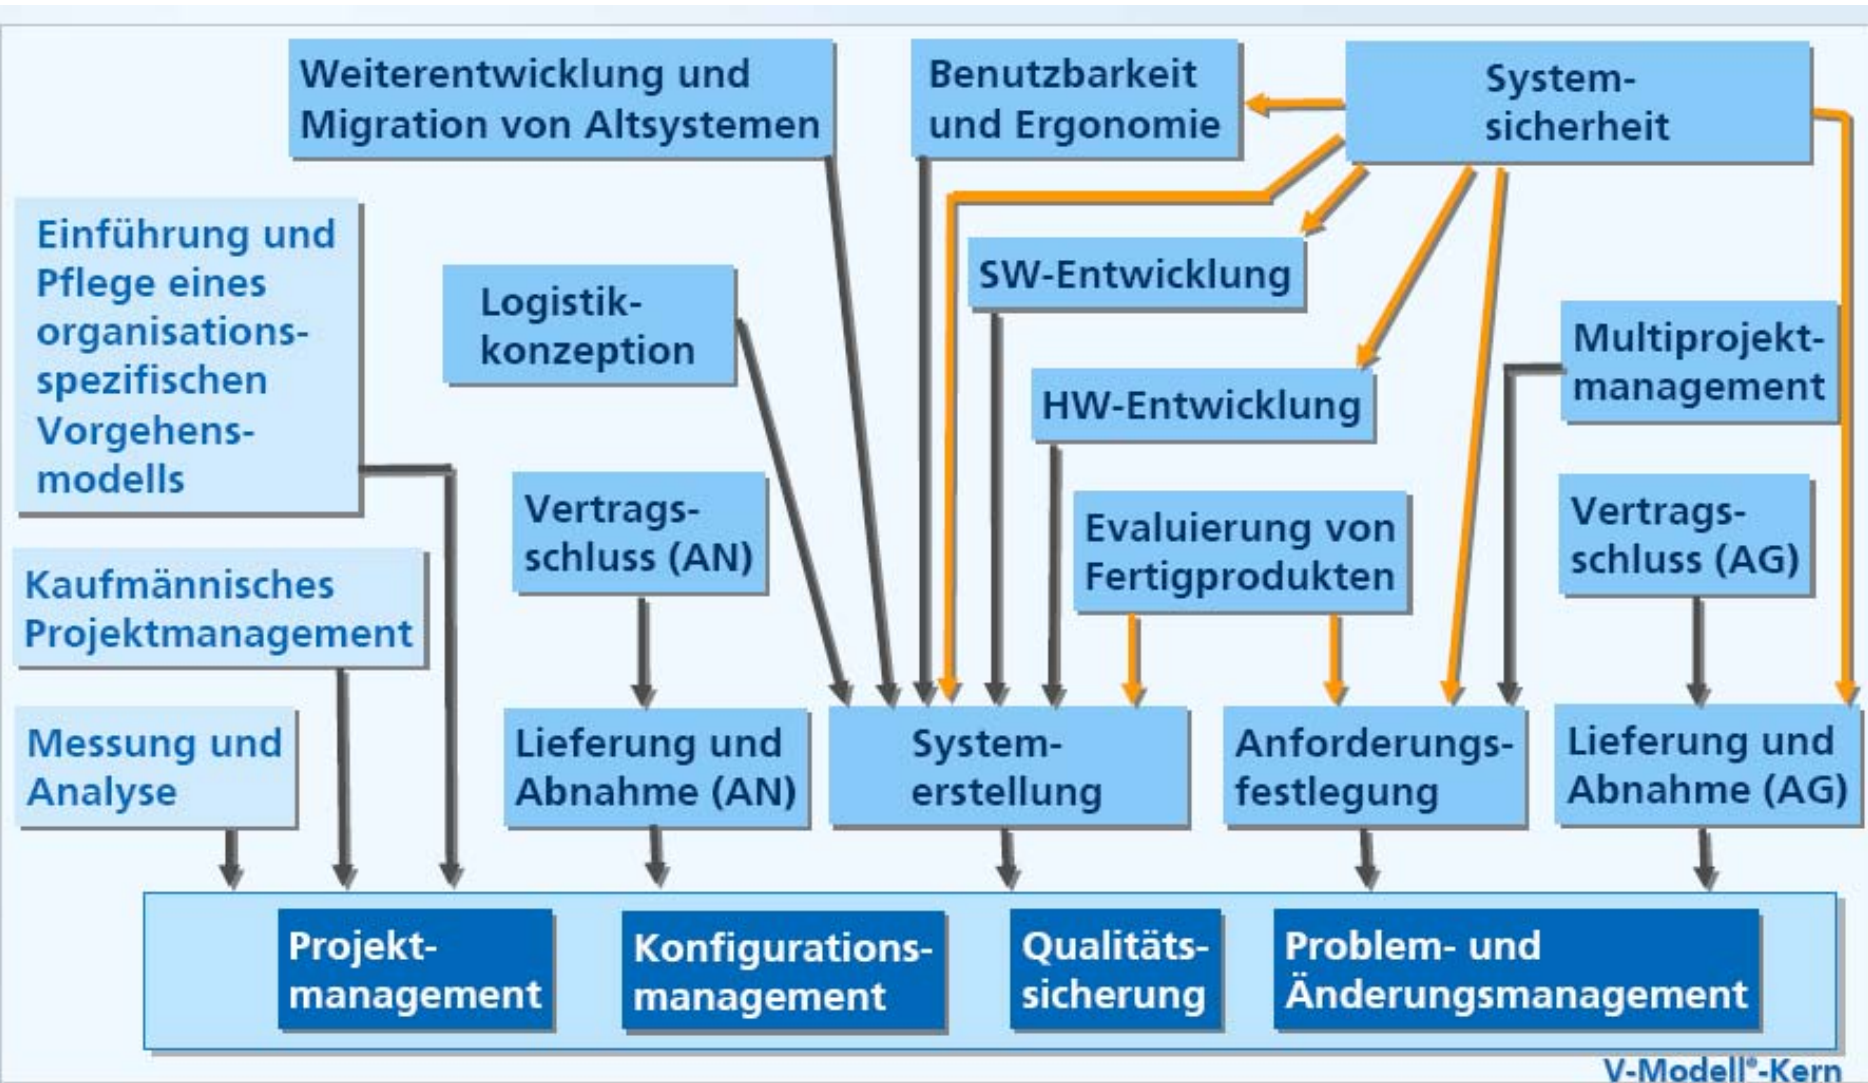 Weiterentwicklung und
Migration von Altsystemen
Benutzbarkeit
und Ergonomie
System-
sicherheit
Einführung und
Pflege eines
organisations-
spezifischen
Vorgehens-
modells
Logistik-
konzeption
SW-Entwicklung
HW-Entwicklung
Multiprojekt-
management
Kaufmännisches
Projektmanagement
Vertrags-
schluss (AN)
Evaluierung von
Fertigprodukten
Vertrags-
schluss (AG)
Messung und
Analyse
Lieferung und
Abnahme (AN)
System-
erstellung
Anforderungs-
festlegung
Lieferung und
Abnahme (AG)
Projekt-
management
Konfigurations-
management
Qualitäts-
sicherung
Problem- und
Änderungsmanagement
V-Modell®-Kern